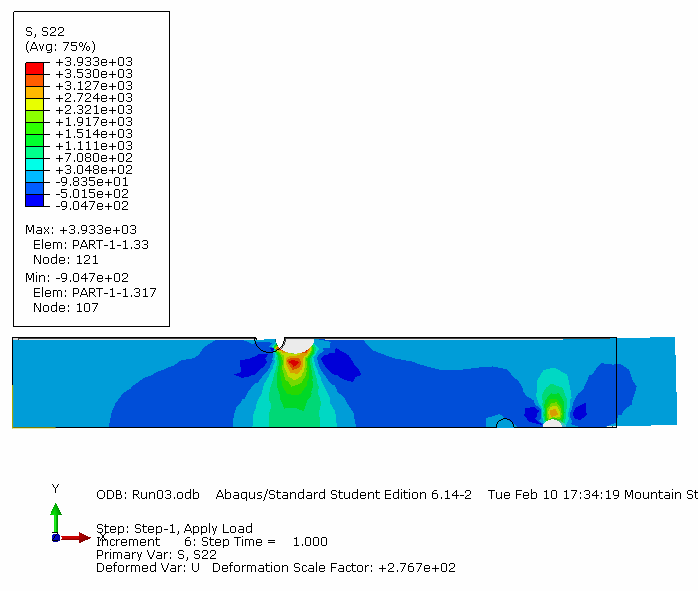 S, S22
(Avg: 75%)
+3.933e+03
+3.530e+03
+3.127e+03
+2.724e+03
+2.321e+03
+1.917e+03
+1.514e+03
+1.111e+03
+7.080e+02
+3.048e+02
-9.835e+01
-5.015e+02
-9.047e+02
Max: +3.933e+03
Elem: PART-1-1.33
Node: 121
Min: -9.047e+02
Elem: PART-1-1.317
Node: 107
Y
X
ODB: Run03.odb Abaqus/Standard Student Edition 6.14-2 Tue Feb 10 17:34:19 Mountain St
Step: Step-1, Apply Load
Increment 6: Step Time = 1.000
Primary Var: S, S22
Deformed Var: U Deformation Scale Factor: +2.767e+02